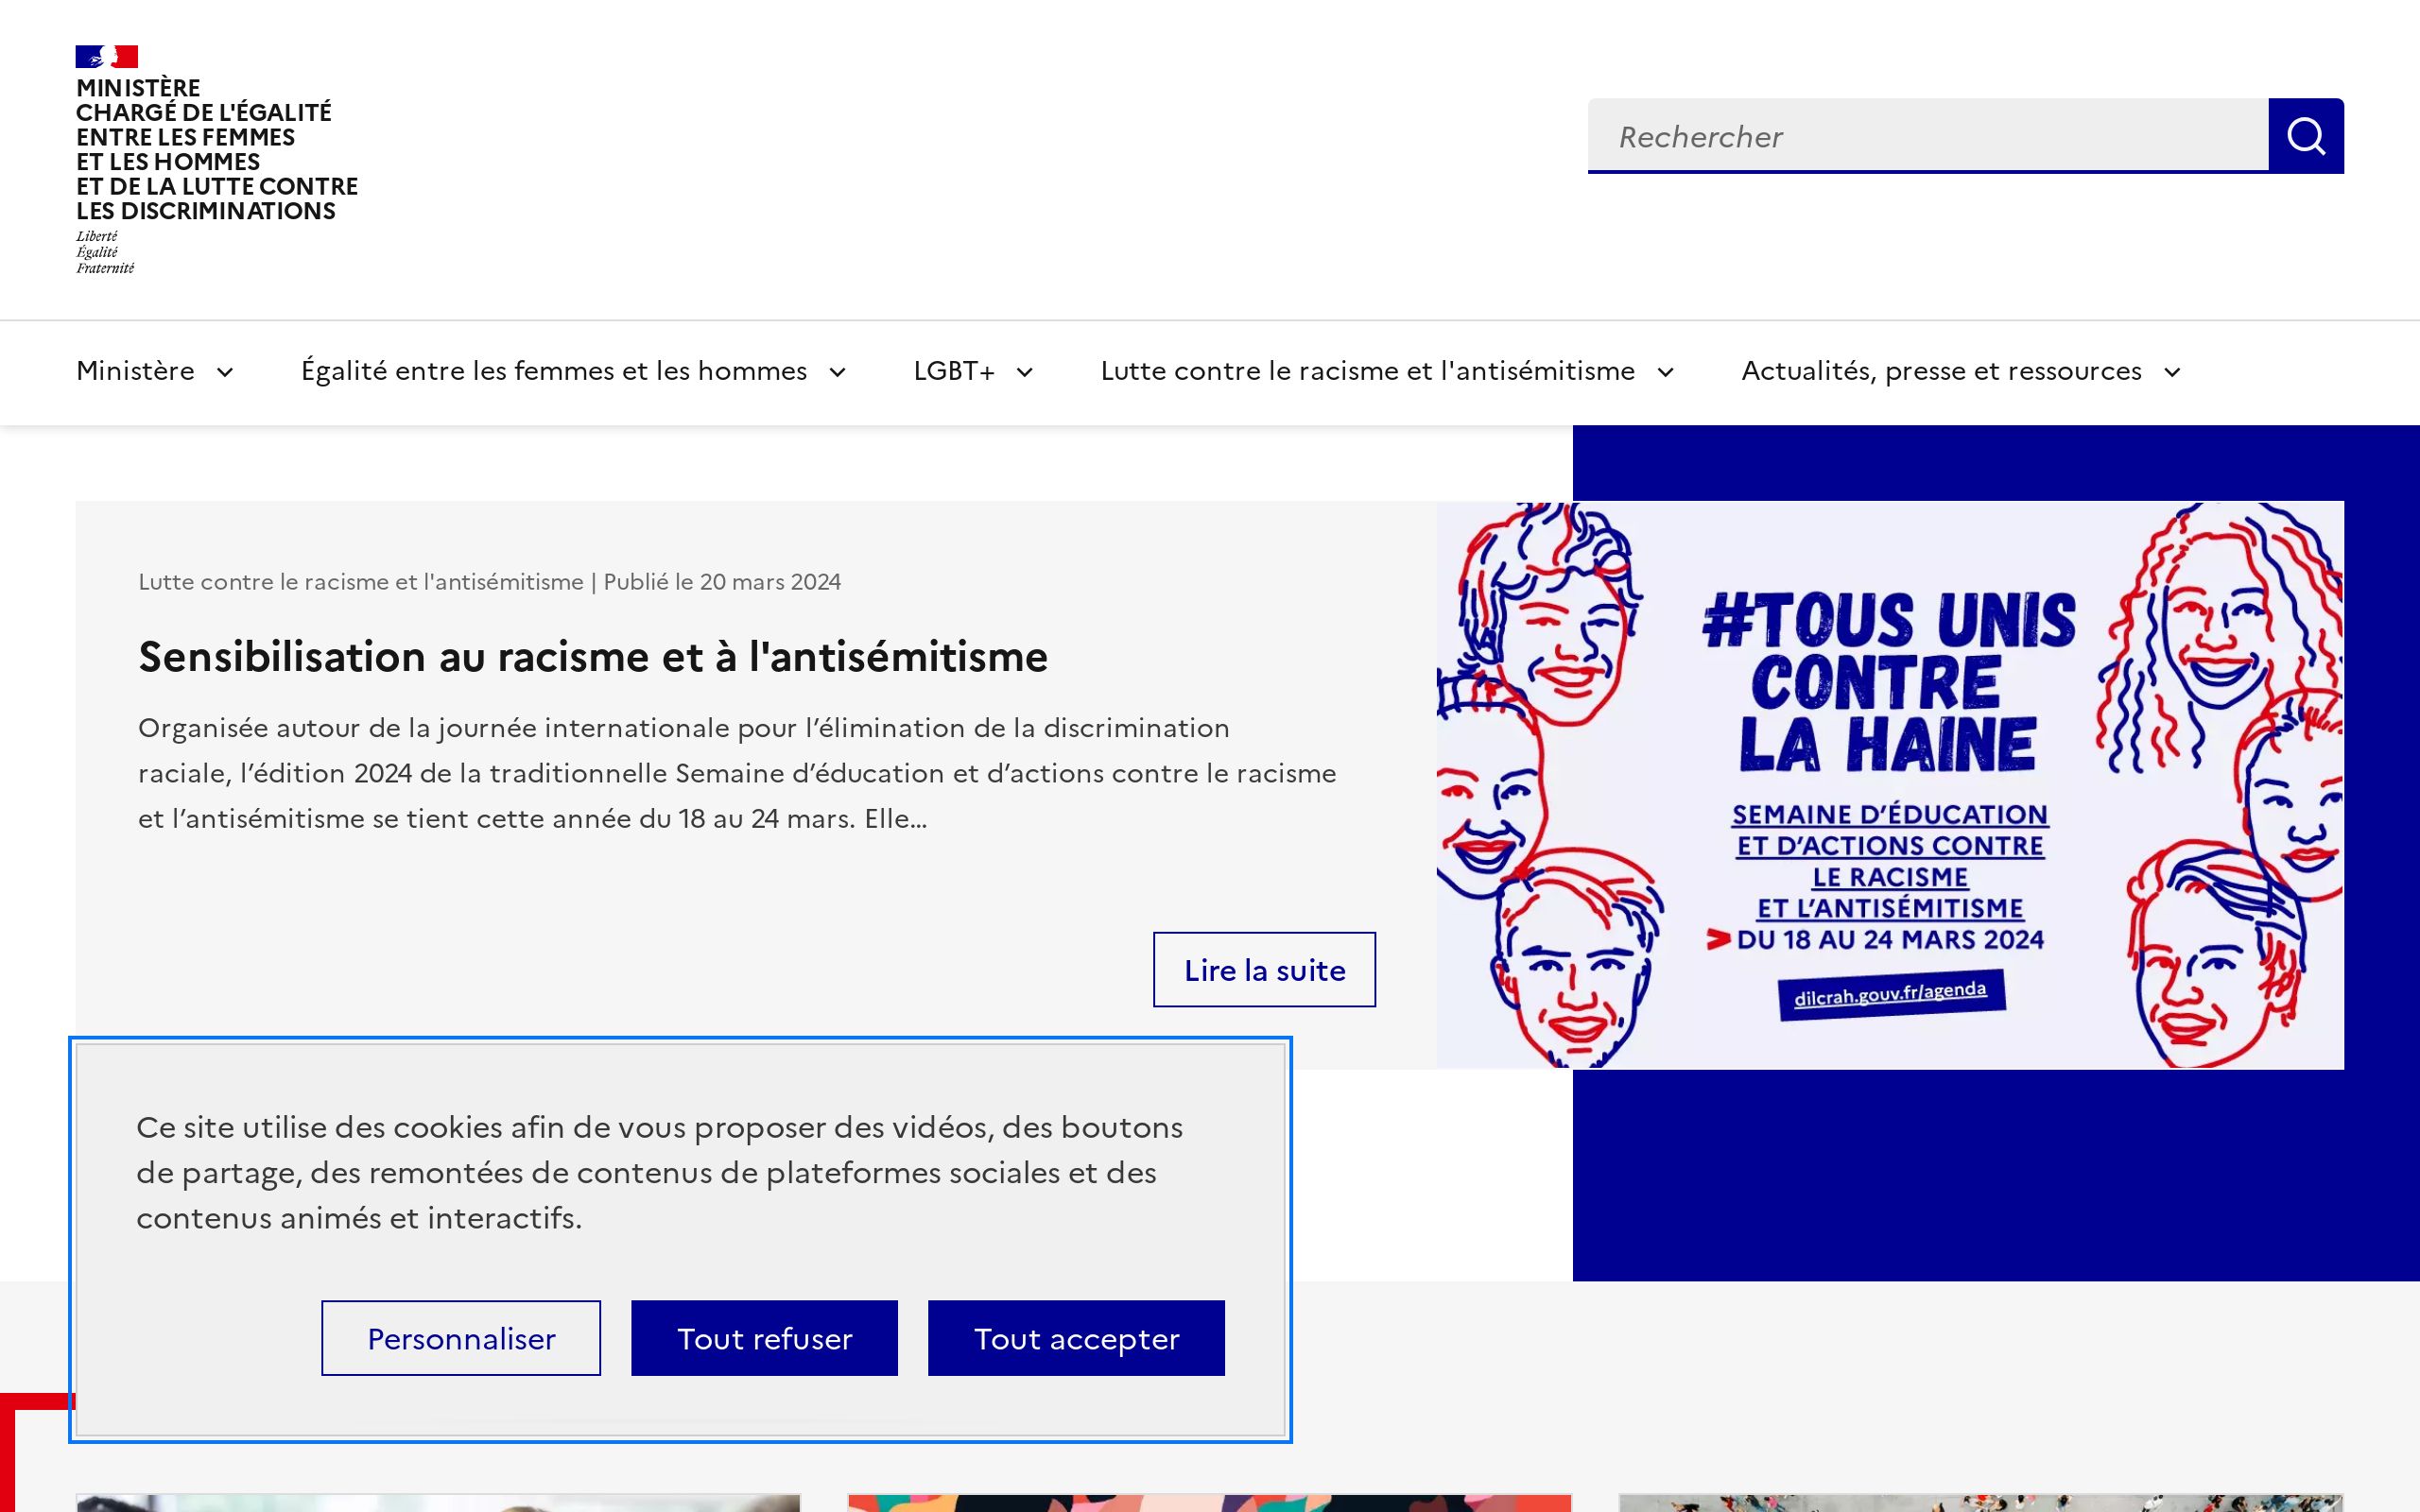 MINISTÈRE
CHARGÉ DE L'ÉGALITÉ
ENTRE LES FEMMES
ET LES HOMMES
ET DE LA LUTTE CONTRE
LES DISCRIMINATIONS
Liberté
Égalité
Fraternité
Rechercher
Ministère
Égalité entre les femmes et les hommes
LGBT+
Lutte contre le racisme et l'antisémitisme
Actualités, presse et ressources
Lutte contre le racisme et l'antisémitisme | Publié le 20 mars 2024
Sensibilisation au racisme et à l'antisémitisme
Organisée autour de la journée internationale pour l’élimination de la discrimination
raciale, l’édition 2024 de la traditionnelle Semaine d’éducation et d’actions contre le racisme
et l’antisémitisme se tient cette année du 18 au 24 mars. Elle…
Lire la suite
#TOUS UNIS
CONTRE
LA HAINE
SEMAINE D’ÉDUCATION
ET D’ACTIONS CONTRE
LE RACISME
ET L’ANTISÉMITISME
> DU 18 AU 24 MARS 2024
dilcrah.gouv.fr/agenda
Ce site utilise des cookies afin de vous proposer des vidéos, des boutons
de partage, des remontées de contenus de plateformes sociales et des
contenus animés et interactifs.
Personnaliser
Tout refuser
Tout accepter